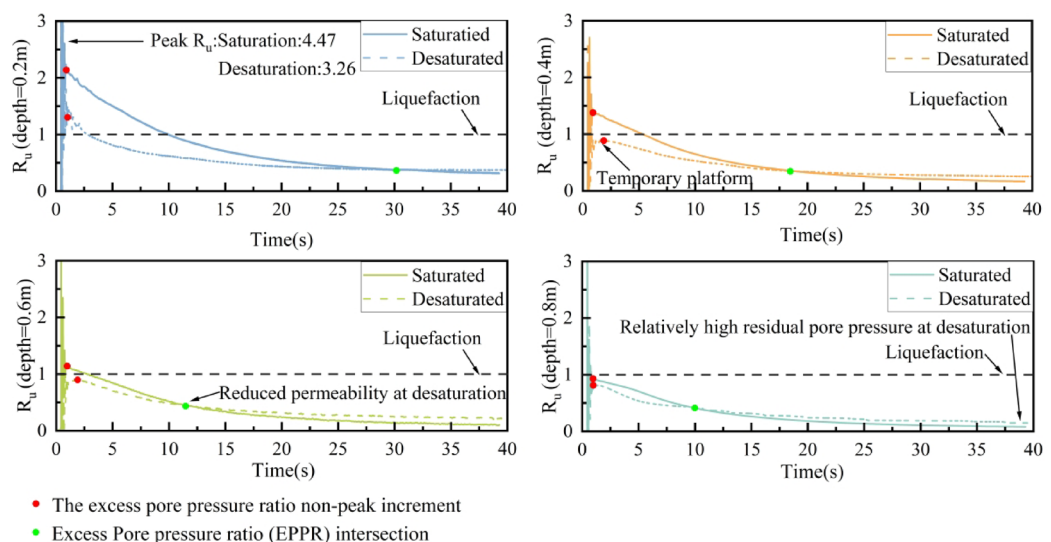 3
2
1
0
R_u (depth=0.2m)
Peak R_u:Saturation:4.47
Desaturation:3.26
Saturatied
Desaturated
Liquefaction
0 5 10 15 20 25 30 35 40
Time(s)
3
2
1
0
R_u (depth=0.4m)
Saturated
Desaturated
Liquefaction
Temporary platform
0 5 10 15 20 25 30 35 40
Time(s)
3
2
1
0
R_u (depth=0.6m)
Saturated
Desaturated
Liquefaction
Reduced permeability at desaturation
0 5 10 15 20 25 30 35 40
Time(s)
3
2
1
0
R_u (depth=0.8m)
Saturated
Desaturated
Relatively high residual pore pressure at desaturation
Liquefaction
0 5 10 15 20 25 30 35 40
Time(s)
The excess pore pressure ratio non-peak increment
Excess Pore pressure ratio (EPPR) intersection